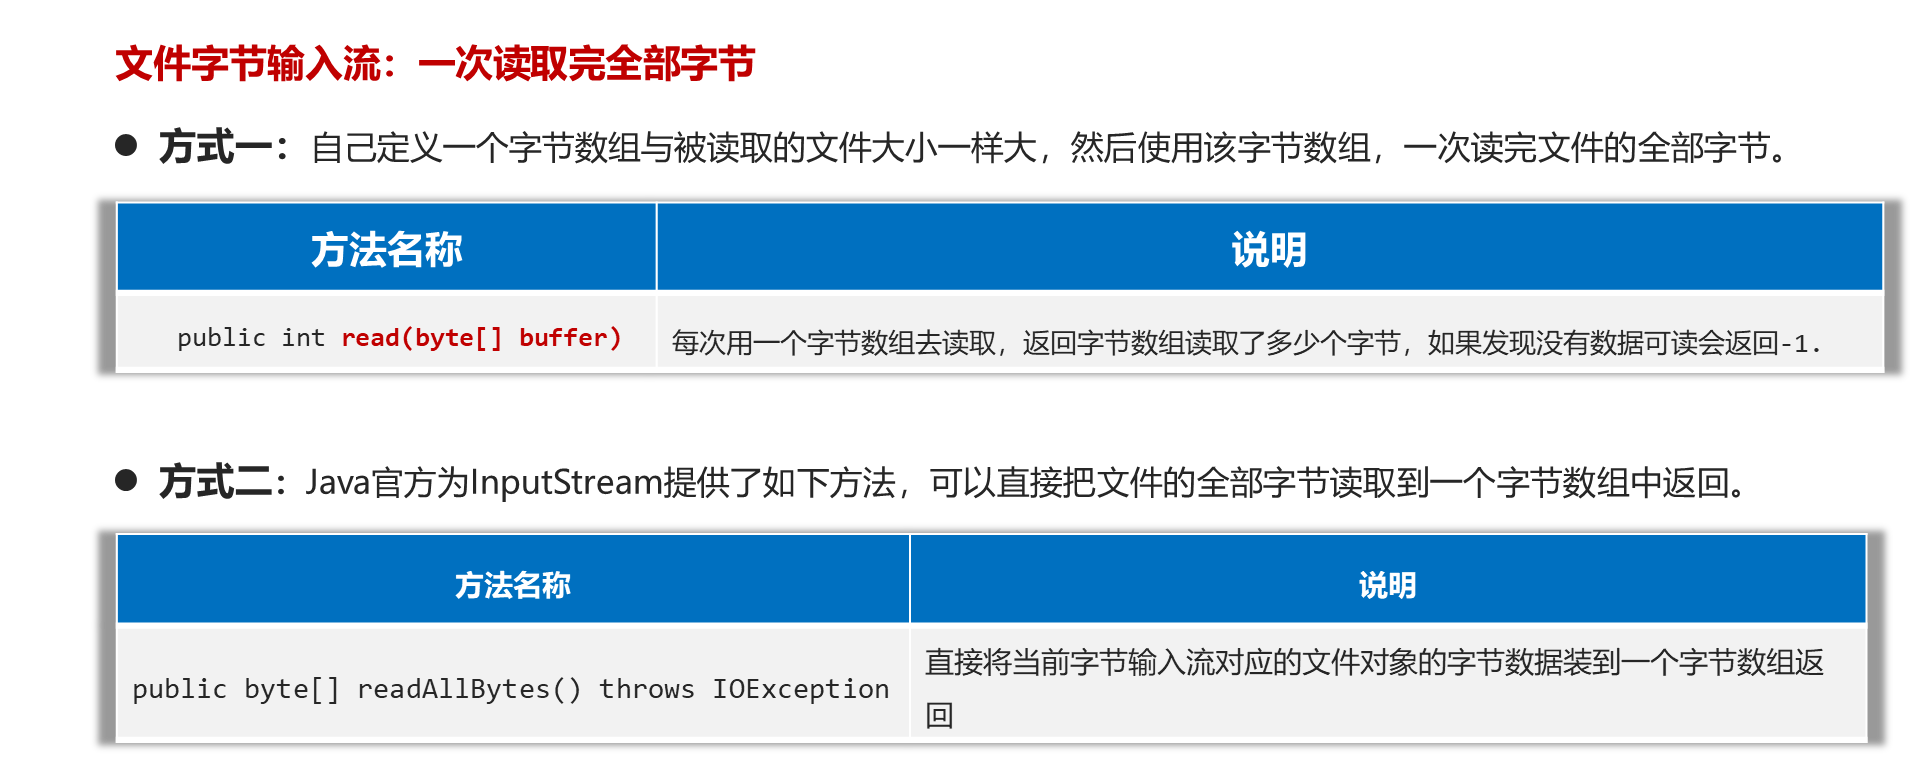 文件字节输入流：一次读取完全部字节
● 方式一：自己定义一个字节数组与被读取的文件大小一样大，然后使用该字节数组，一次读完文件的全部字节。
方法名称 说明
public int read(byte[] buffer) 每次用一个字节数组去读取，返回字节数组读取了多少个字节，如果发现没有数据可读会返回-1.
● 方式二：Java官方为InputStream提供了如下方法，可以直接把文件的全部字节读取到一个字节数组中返回。
方法名称 说明
public byte[] readAllBytes() throws IOException 直接将当前字节输入流对应的文件对象的字节数据装到一个字节数组返
回